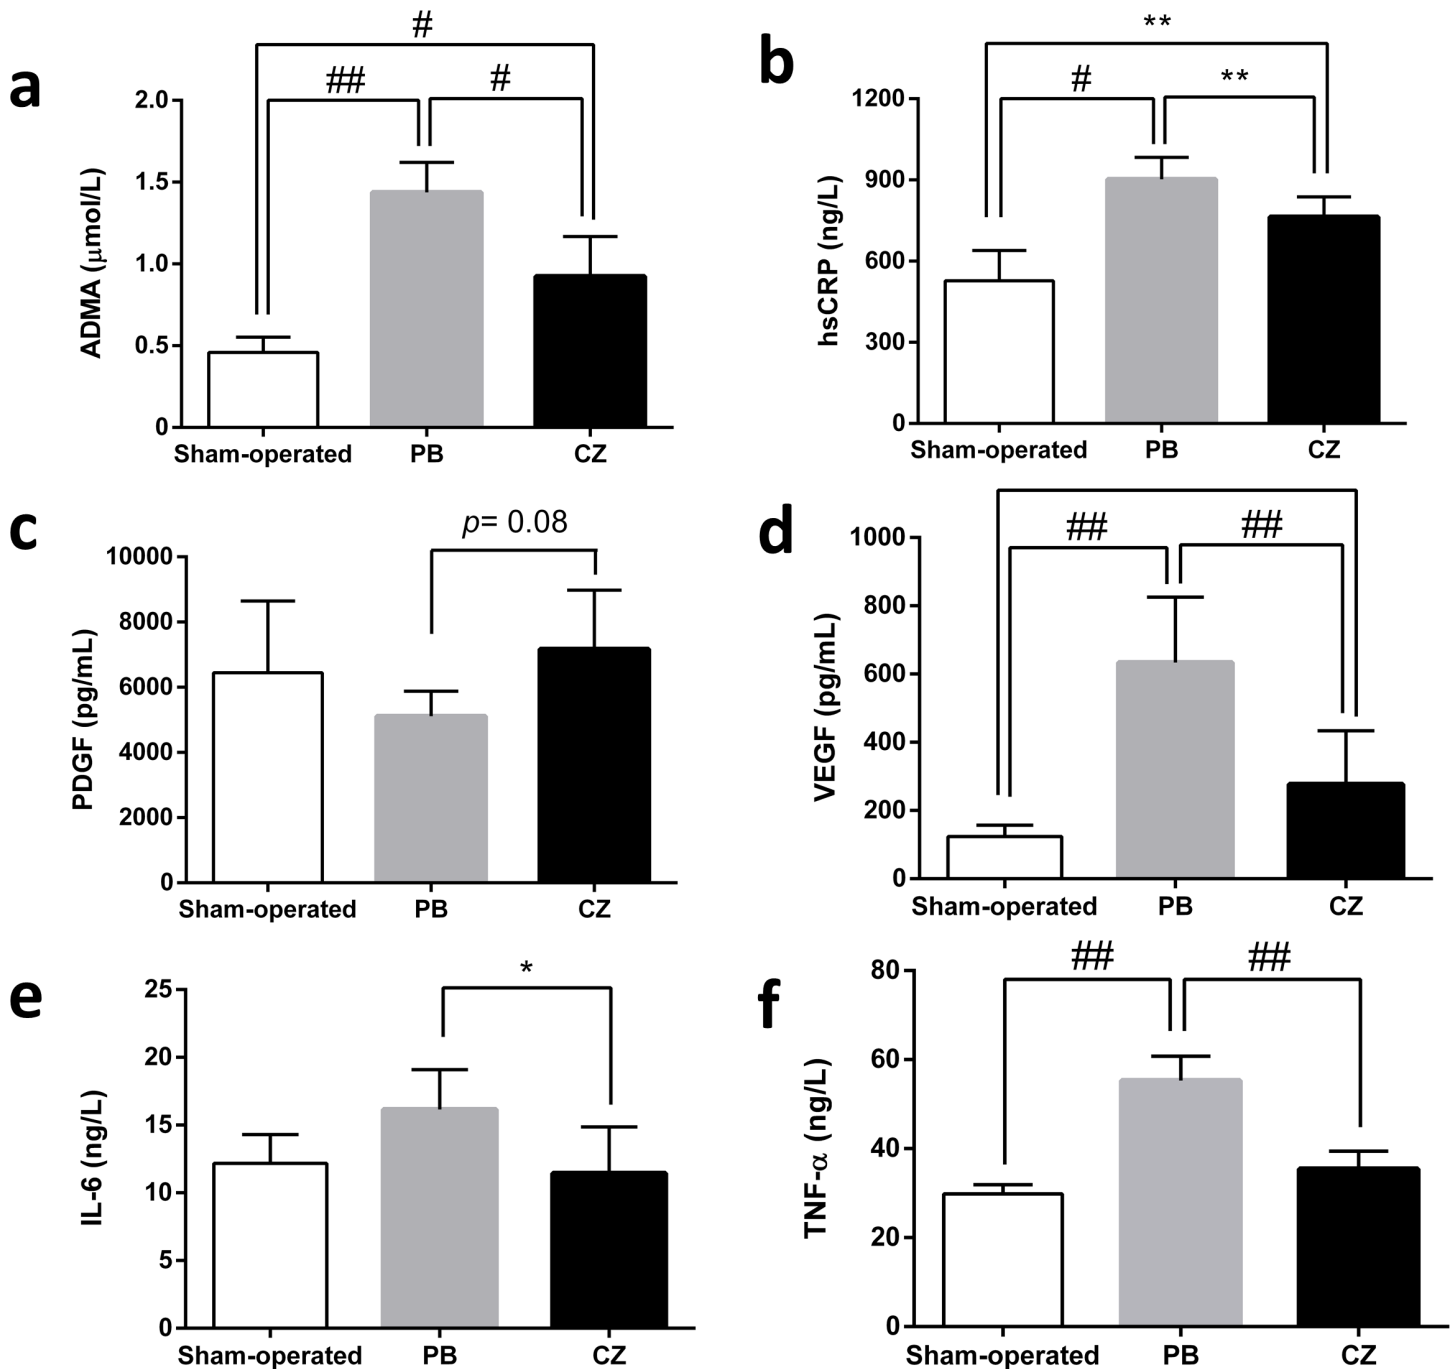 a
#
##
#
2.0
1.5
1.0
0.5
0
ADMA (µmol/L)
Sham-operated
PB
CZ
b
**
#
**
1200
900
600
300
0
hsCRP (ng/L)
Sham-operated
PB
CZ
c
p= 0.08
10000
8000
6000
4000
2000
0
PDGF (pg/mL)
Sham-operated
PB
CZ
d
##
##
1000
800
600
400
200
0
VEGF (pg/mL)
Sham-operated
PB
CZ
e
*
25
20
15
10
5
0
IL-6 (ng/L)
Sham-operated
PB
CZ
f
##
##
80
60
40
20
0
TNF-α (ng/L)
Sham-operated
PB
CZ